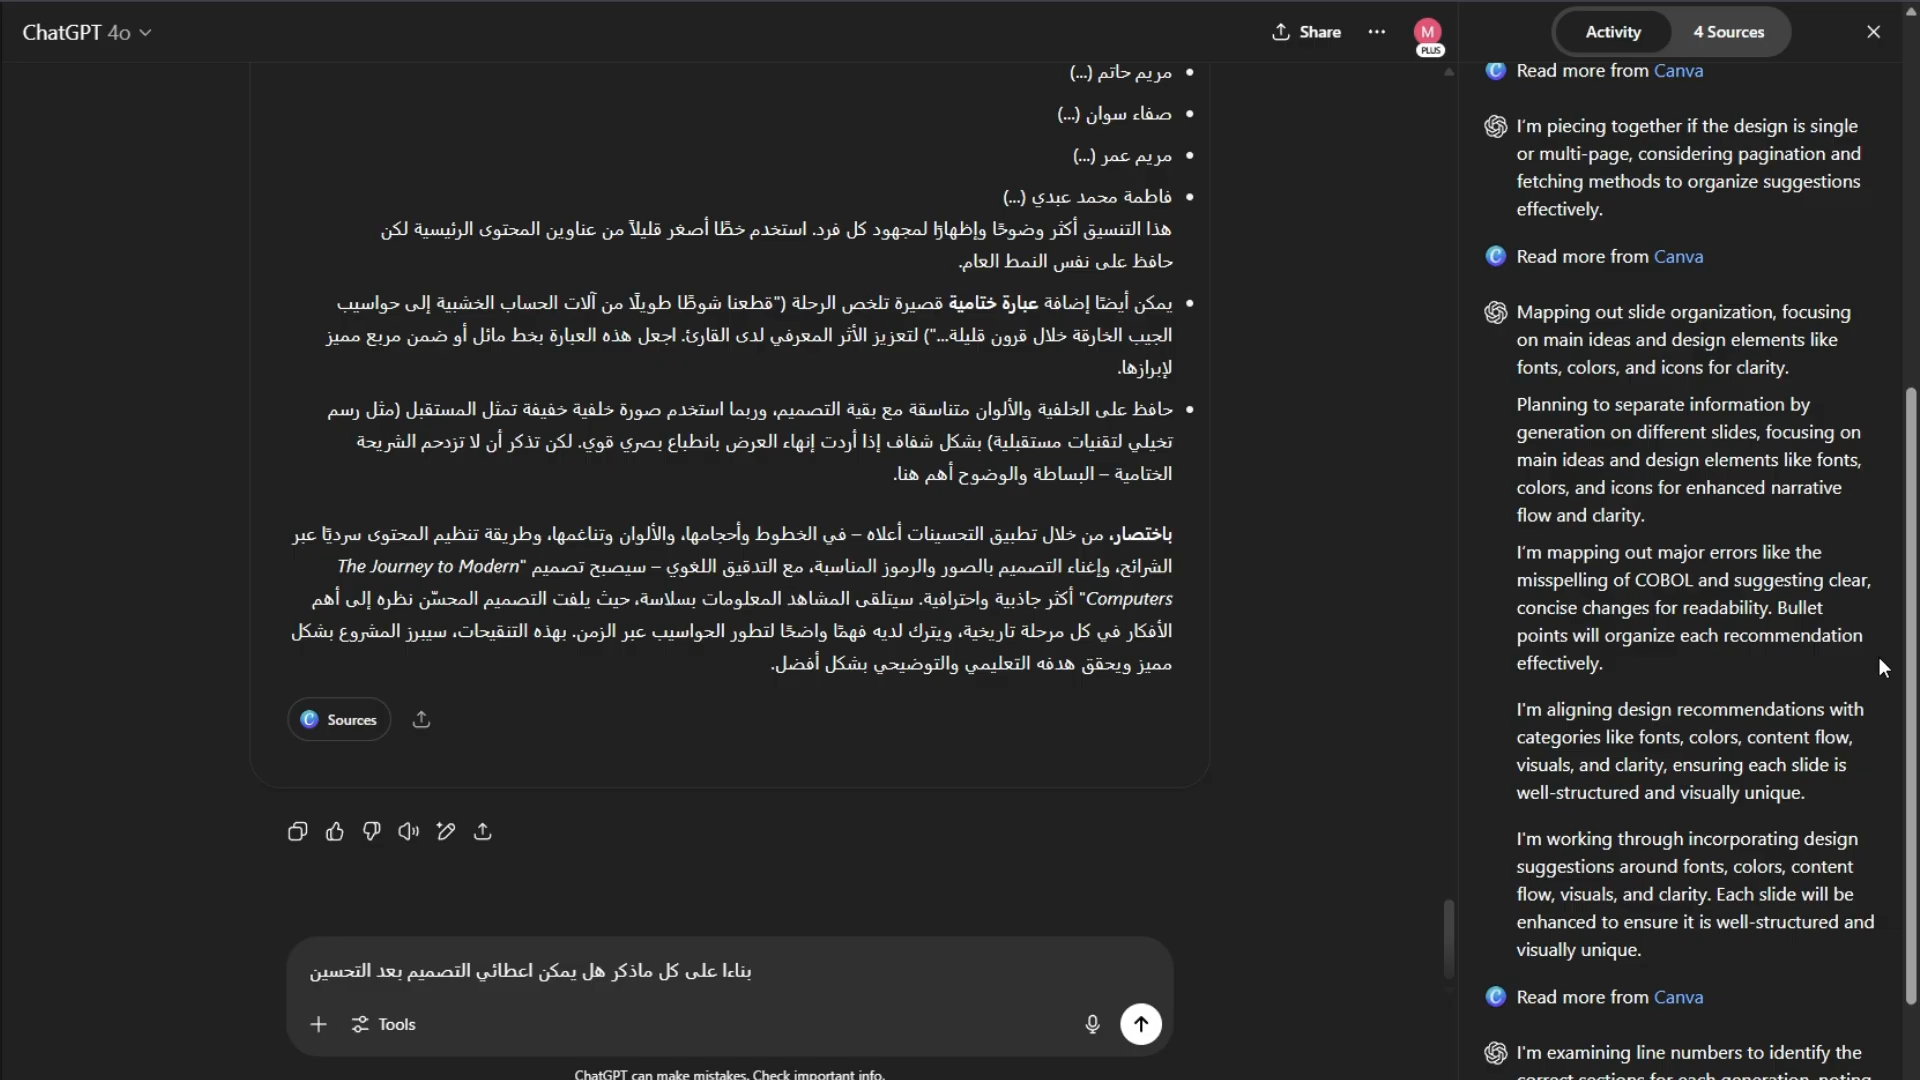 ChatGPT 4o
Share
M
PLUS
مريم حاتم (...)
صفاء سوان (...)
مريم عمر (...)
فاطمة محمد عبدي (...)
هذا التنسيق أكثر وضوحًا وإظهارًا لمجهود كل فرد. استخدم خطًا أصغر قليلاً من عناوين المحتوى الرئيسية لكن
حافظ على نفس النمط العام.
يمكن أيضًا إضافة عبارة ختامية قصيرة تلخص الرحلة ("قطعنا شوطًا طويلًا من آلات الحساب الخشبية إلى حواسيب
الجيب الخارقة خلال قرون قليلة...") لتعزيز الأثر المعرفي لدى القارئ. اجعل هذه العبارة بخط مائل أو ضمن مربع مميز
لإبرازها.
حافظ على الخلفية والألوان متناسقة مع بقية التصميم، وربما استخدم صورة خلفية خفيفة تمثل المستقبل (مثل رسم
تخيلي لتقنيات مستقبلية) بشكل شفاف إذا أردت إنهاء العرض بانطباع بصري قوي. لكن تذكر أن لا تزدحم الشريحة
الختامية – البساطة والوضوح أهم هنا.
باختصار، من خلال تطبيق التحسينات أعلاه – في الخطوط وأحجامها، والألوان وتناغمها، وطريقة تنظيم المحتوى سرديًا عبر
الشرائح، وإغناء التصميم بالصور والرموز المناسبة، مع التدقيق اللغوي – سيصبح تصميم "The Journey to Modern
Computers" أكثر جاذبية واحترافية. سيتلقى المشاهد المعلومات بسلاسة، حيث يلفت التصميم المحسّن نظره إلى أهم
الأفكار في كل مرحلة تاريخية، ويترك لديه فهمًا واضحًا لتطور الحواسيب عبر الزمن. بهذه التنقيحات، سيبرز المشروع بشكل
مميز ويحقق هدفه التعليمي والتوضيحي بشكل أفضل.
Sources
بناءا على كل ماذكر هل يمكن اعطائي التصميم بعد التحسين
Tools
ChatGPT can make mistakes. Check important info.
Activity
4 Sources
Read more from Canva
I'm piecing together if the design is single
or multi-page, considering pagination and
fetching methods to organize suggestions
effectively.
Read more from Canva
Mapping out slide organization, focusing
on main ideas and design elements like
fonts, colors, and icons for clarity.
Planning to separate information by
generation on different slides, focusing on
main ideas and design elements like fonts,
colors, and icons for enhanced narrative
flow and clarity.
I'm mapping out major errors like the
misspelling of COBOL and suggesting clear,
concise changes for readability. Bullet
points will organize each recommendation
effectively.
I'm aligning design recommendations with
categories like fonts, colors, content flow,
visuals, and clarity, ensuring each slide is
well-structured and visually unique.
I'm working through incorporating design
suggestions around fonts, colors, content
flow, visuals, and clarity. Each slide will be
enhanced to ensure it is well-structured and
visually unique.
Read more from Canva
I'm examining line numbers to identify the
correct sections for each generation, noting